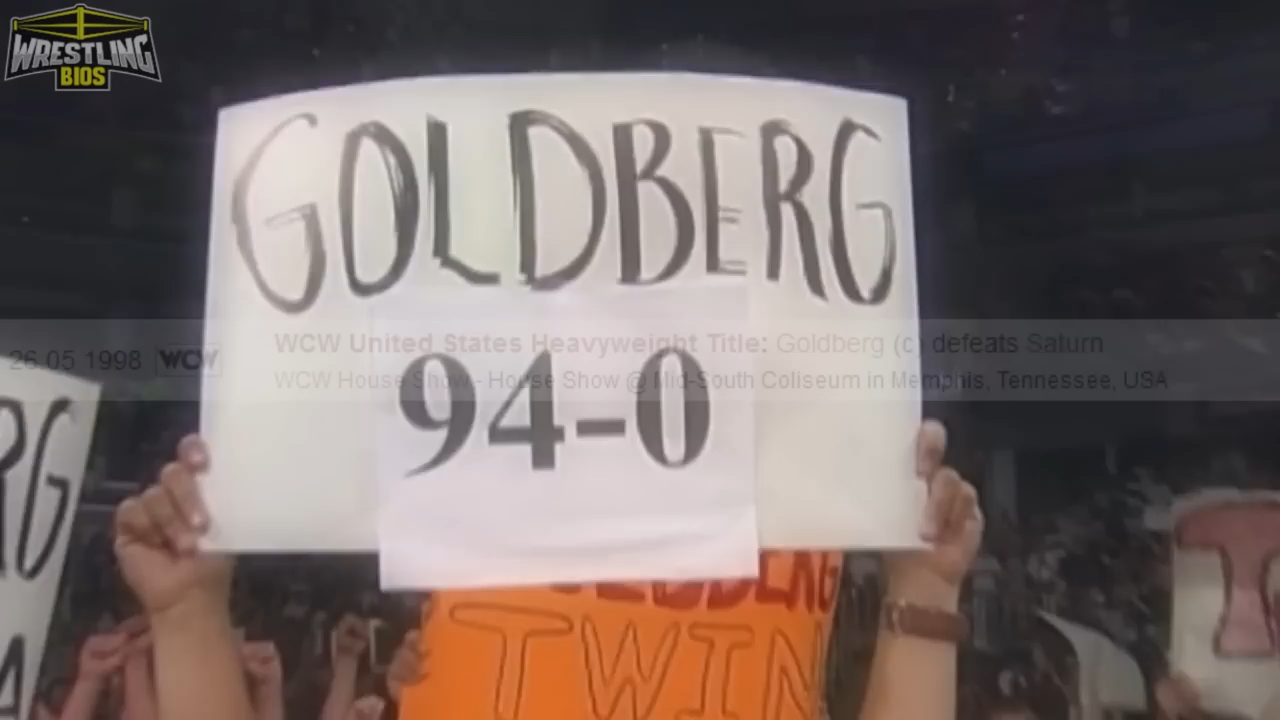 WRESTLING
BIOS
GOLDBERG
26.05.1998 WCW
WCW United States Heavyweight Title: Goldberg (c) defeats Saturn
WCW House Show - House Show @ Mid-South Coliseum in Memphis, Tennessee, USA
94-0
RG
TWIN